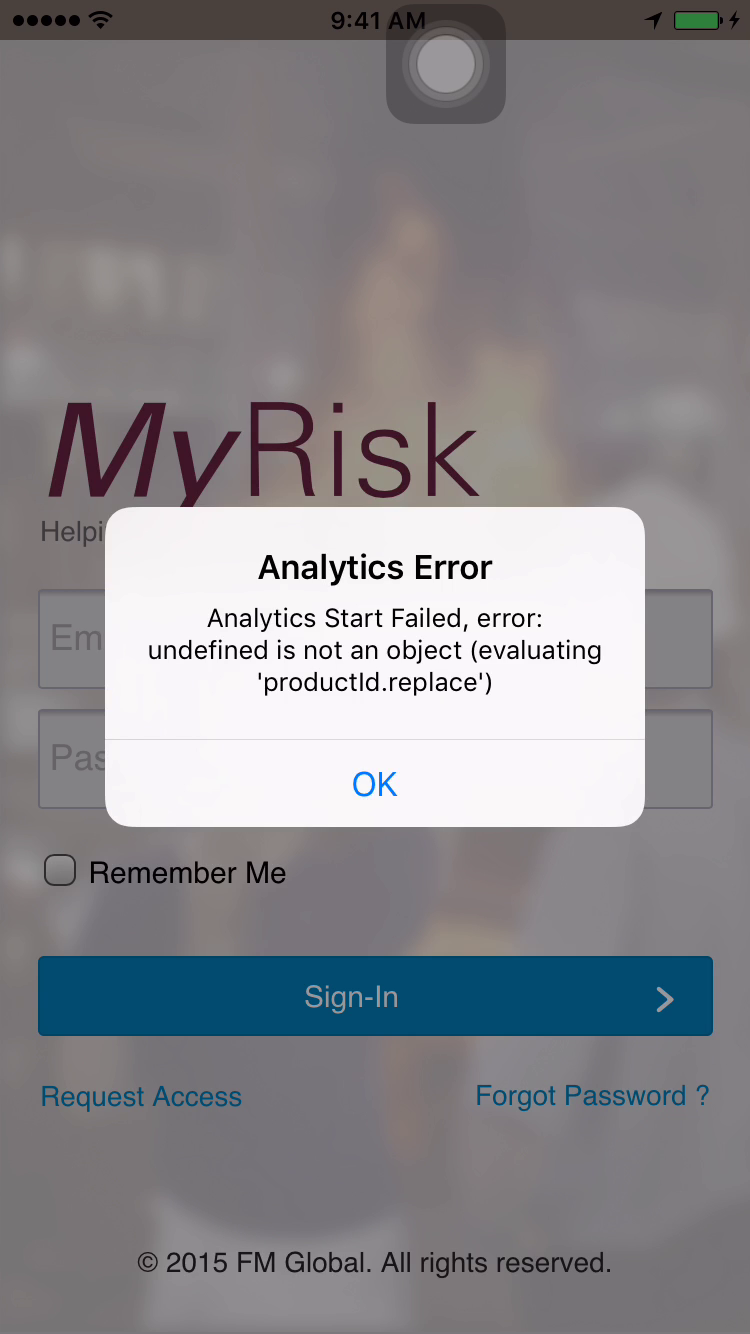 9:41 AM
MyRisk
Helpi
Analytics Error
Analytics Start Failed, error:
undefined is not an object (evaluating
'productId.replace')
Em
Pas
OK
Remember Me
Sign-In
Request Access
Forgot Password ?
© 2015 FM Global. All rights reserved.